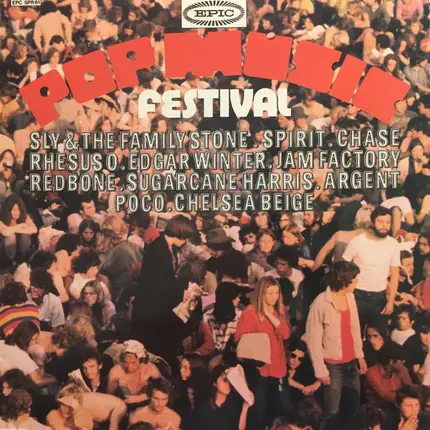 EPC SPR 61
EPIC
POP MUSIC
FESTIVAL
SLY & THE FAMILY STONE . SPIRIT . CHASE
RHESUS O . EDGAR WINTER . JAM FACTORY
REDBONE . SUGARCANE HARRIS . ARGENT
POCO . CHELSEA BEIGE